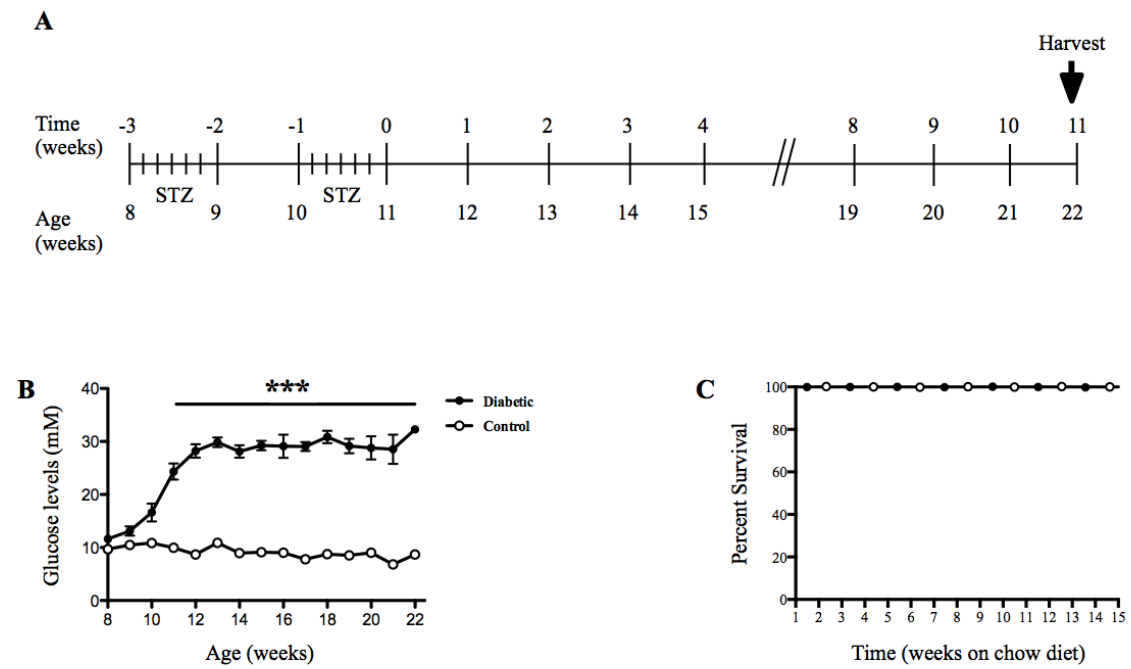 A
Harvest
Time
(weeks)
-3 -2 -1 0 1 2 3 4 8 9 10 11
STZ STZ
8 9 10 11 12 13 14 15 19 20 21 22
Age
(weeks)
B
***
Glucose levels (mM)
40
30
20
10
0
8 10 12 14 16 18 20 22
Age (weeks)
Diabetic
Control
C
Percent Survival
100
80
60
40
20
0
1 2 3 4 5 6 7 8 9 10 11 12 13 14 15
Time (weeks on chow diet)